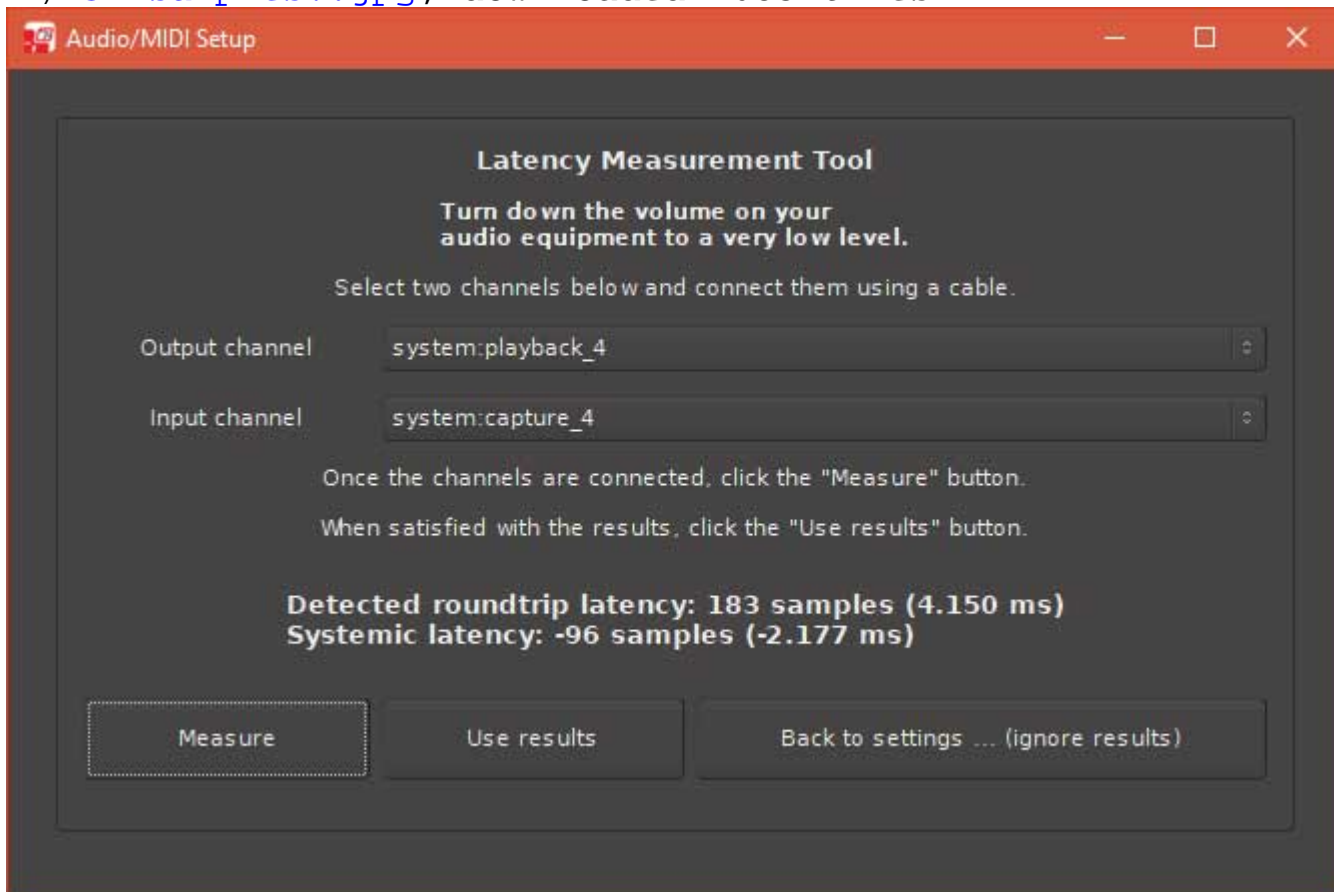 Audio/MIDI Setup
Latency Measurement Tool
Turn down the volume on your
audio equipment to a very low level.
Select two channels below and connect them using a cable.
Output channel system:playback_4
Input channel system:capture_4
Once the channels are connected, click the "Measure" button.
When satisfied with the results, click the "Use results" button.
Detected roundtrip latency: 183 samples (4.150 ms)
Systemic latency: -96 samples (-2.177 ms)
Measure Use results Back to settings ... (ignore results)